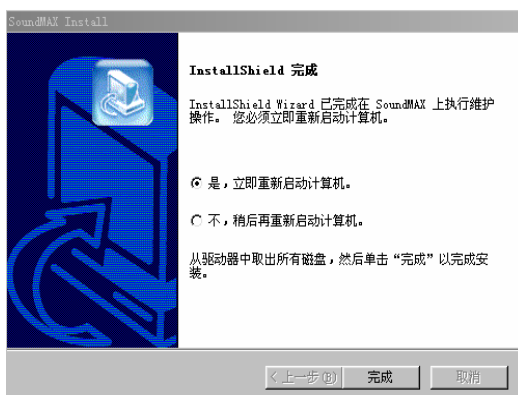 SoundMAX Install
InstallShield 完成
InstallShield Wizard 已完成在 SoundMAX 上执行维护
操作。 您必须立即重新启动计算机。
是，立即重新启动计算机。
不，稍后再重新启动计算机。
从驱动器中取出所有磁盘，然后单击“完成”以完成安
装。
< 上一步(B) 完成 取消